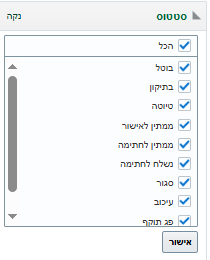 סטטוס נקה
הכל
בוטל
בתיקון
טיוטה
ממתין לאישור
ממתין לחתימה
נשלח לחתימה
סגור
עיכוב
פג תוקף
אישור